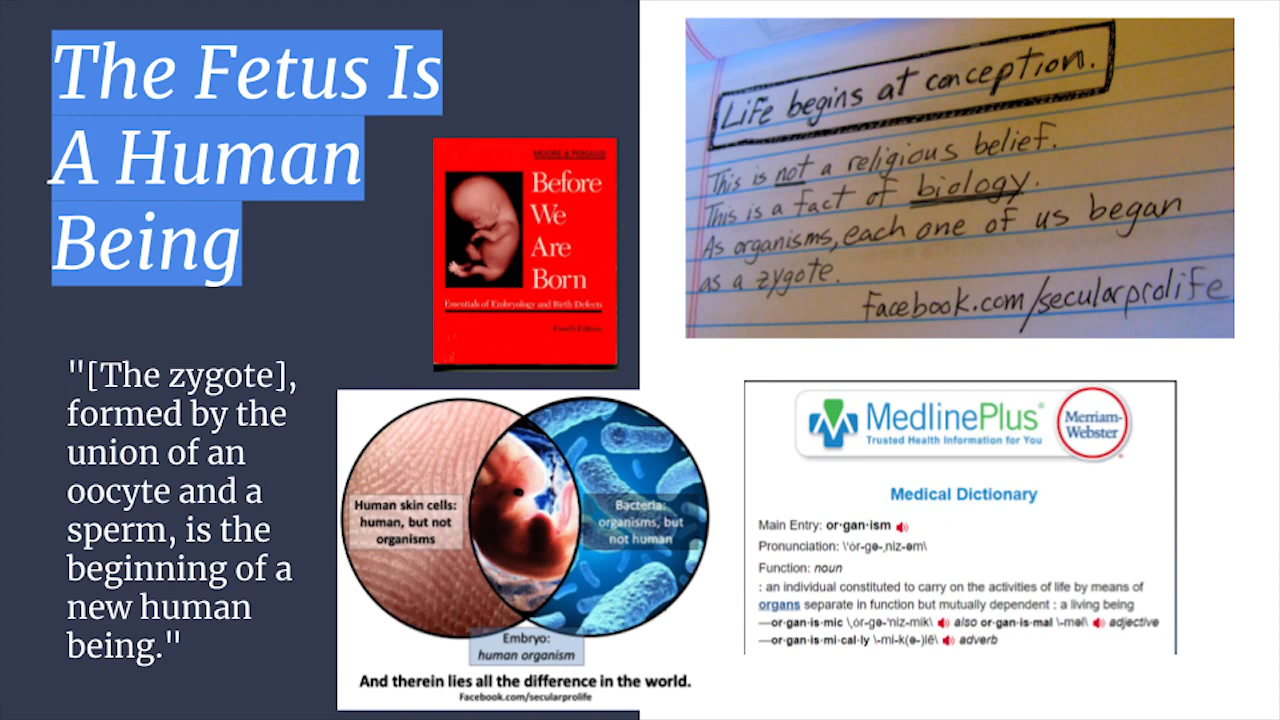 The Fetus Is
A Human
Being
"[The zygote],
formed by the
union of an
oocyte and a
sperm, is the
beginning of a
new human
being."
MOORE & PERSAUD
Before
We
Are
Born
Essentials of Embryology and Birth Defects
Fourth Edition
Human skin cells:
human, but not
organisms
Bacteria:
organisms, but
not human
Embryo:
human organism
And therein lies all the difference in the world.
Facebook.com/secularprolife
Life begins at conception.
This is not a religious belief.
This is a fact of biology.
As organisms, each one of us began
as a zygote.
facebook.com/secularprolife
MedlinePlus®
Trusted Health Information for You
Merriam-
Webster
®
Medical Dictionary
Main Entry: or·gan·ism
Pronunciation: \ˈȯr-gə-ˌniz-əm\
Function: noun
: an individual constituted to carry on the activities of life by means of
organs separate in function but mutually dependent : a living being
—or·gan·is·mic \ˌȯr-gə-ˈniz-mik\ also or·gan·is·mal \-məl\ adjective
—or·gan·is·mi·cal·ly \-mi-k(ə-)lē\ adverb